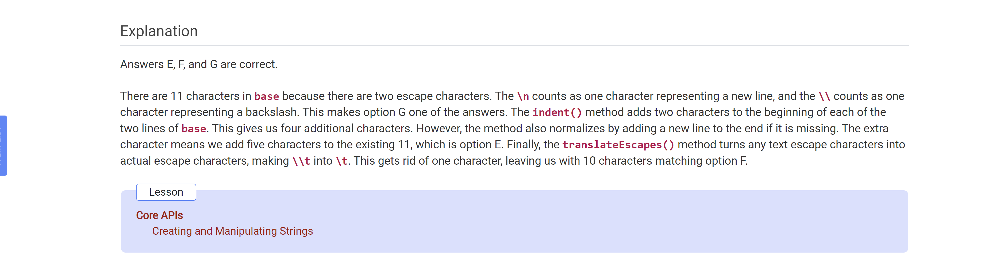 Explanation
Answers E, F, and G are correct.
There are 11 characters in base because there are two escape characters. The \n counts as one character representing a new line, and the \\ counts as one
character representing a backslash. This makes option G one of the answers. The indent() method adds two characters to the beginning of each of the
two lines of base. This gives us four additional characters. However, the method also normalizes by adding a new line to the end if it is missing. The extra
character means we add five characters to the existing 11, which is option E. Finally, the translateEscapes() method turns any text escape characters into
actual escape characters, making \\t into \t. This gets rid of one character, leaving us with 10 characters matching option F.
Lesson
Core APIs
Creating and Manipulating Strings